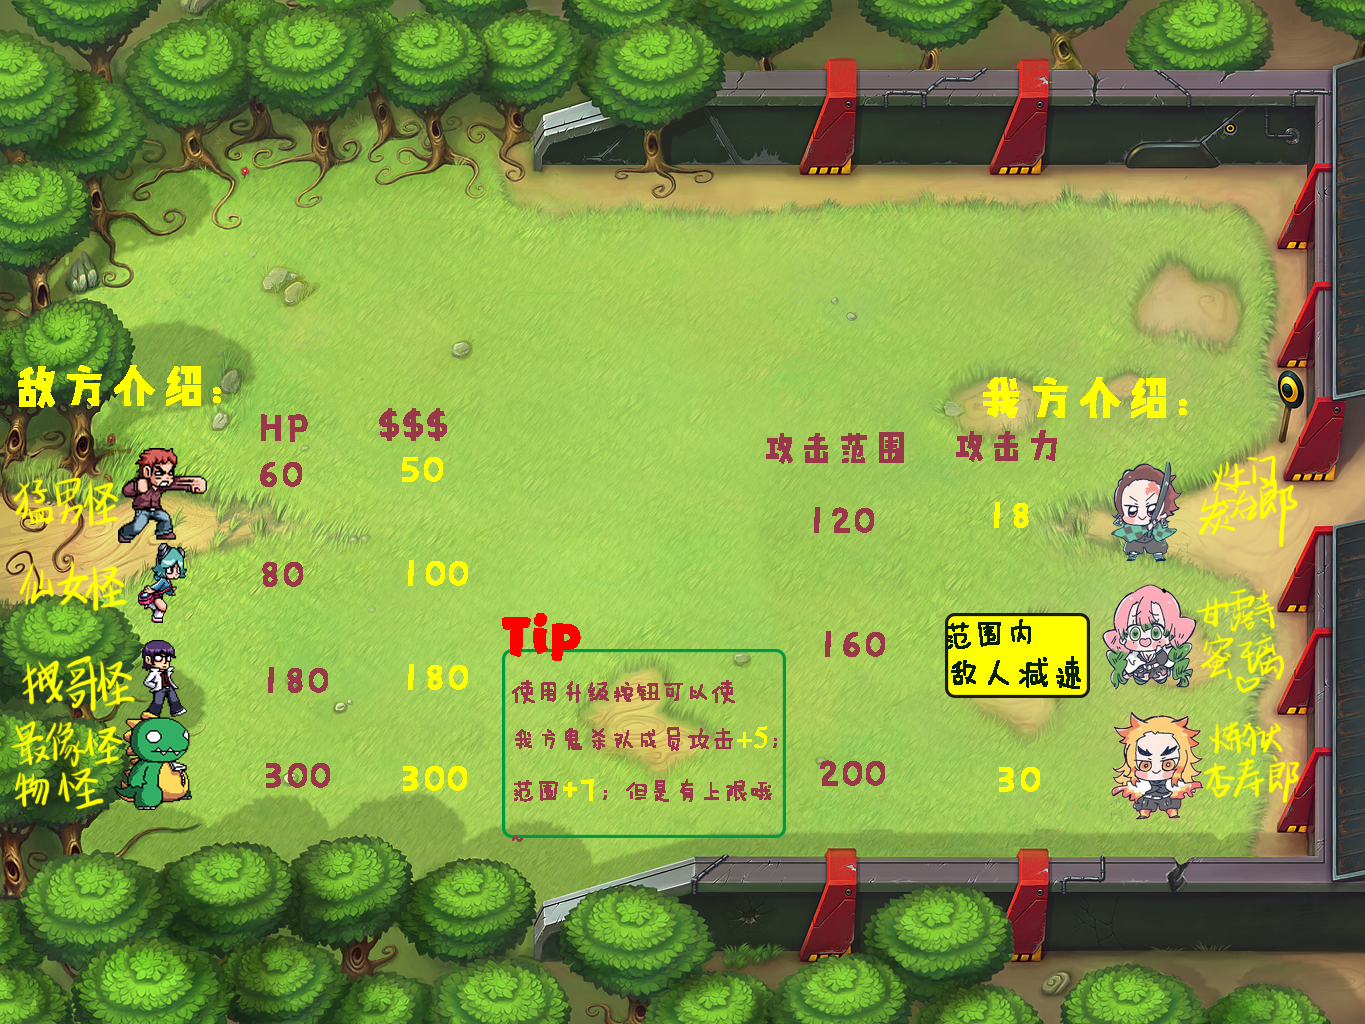 敌方介绍：
HP $$$
猛男怪 60 50
仙女怪 80 100
拽哥怪 180 180
最像怪
物怪 300 300
我方介绍：
攻击范围 攻击力
120 18 灶门
炭治郎
160 范围内
敌人减速
甘露寺
蜜璃
200 30 炼狱
杏寿郎
Tip
使用升级按钮可以使
我方鬼杀队成员攻击+5；
范围+7；但是有上限哦
~